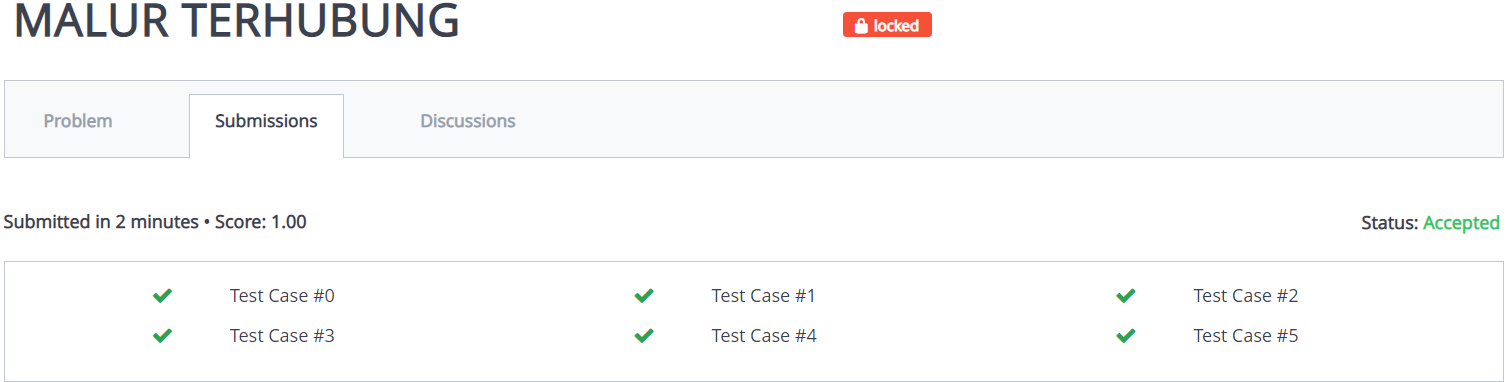 MALUR TERHUBUNG
locked
Problem Submissions Discussions
Submitted in 2 minutes • Score: 1.00 Status: Accepted
Test Case #0 Test Case #1 Test Case #2
Test Case #3 Test Case #4 Test Case #5